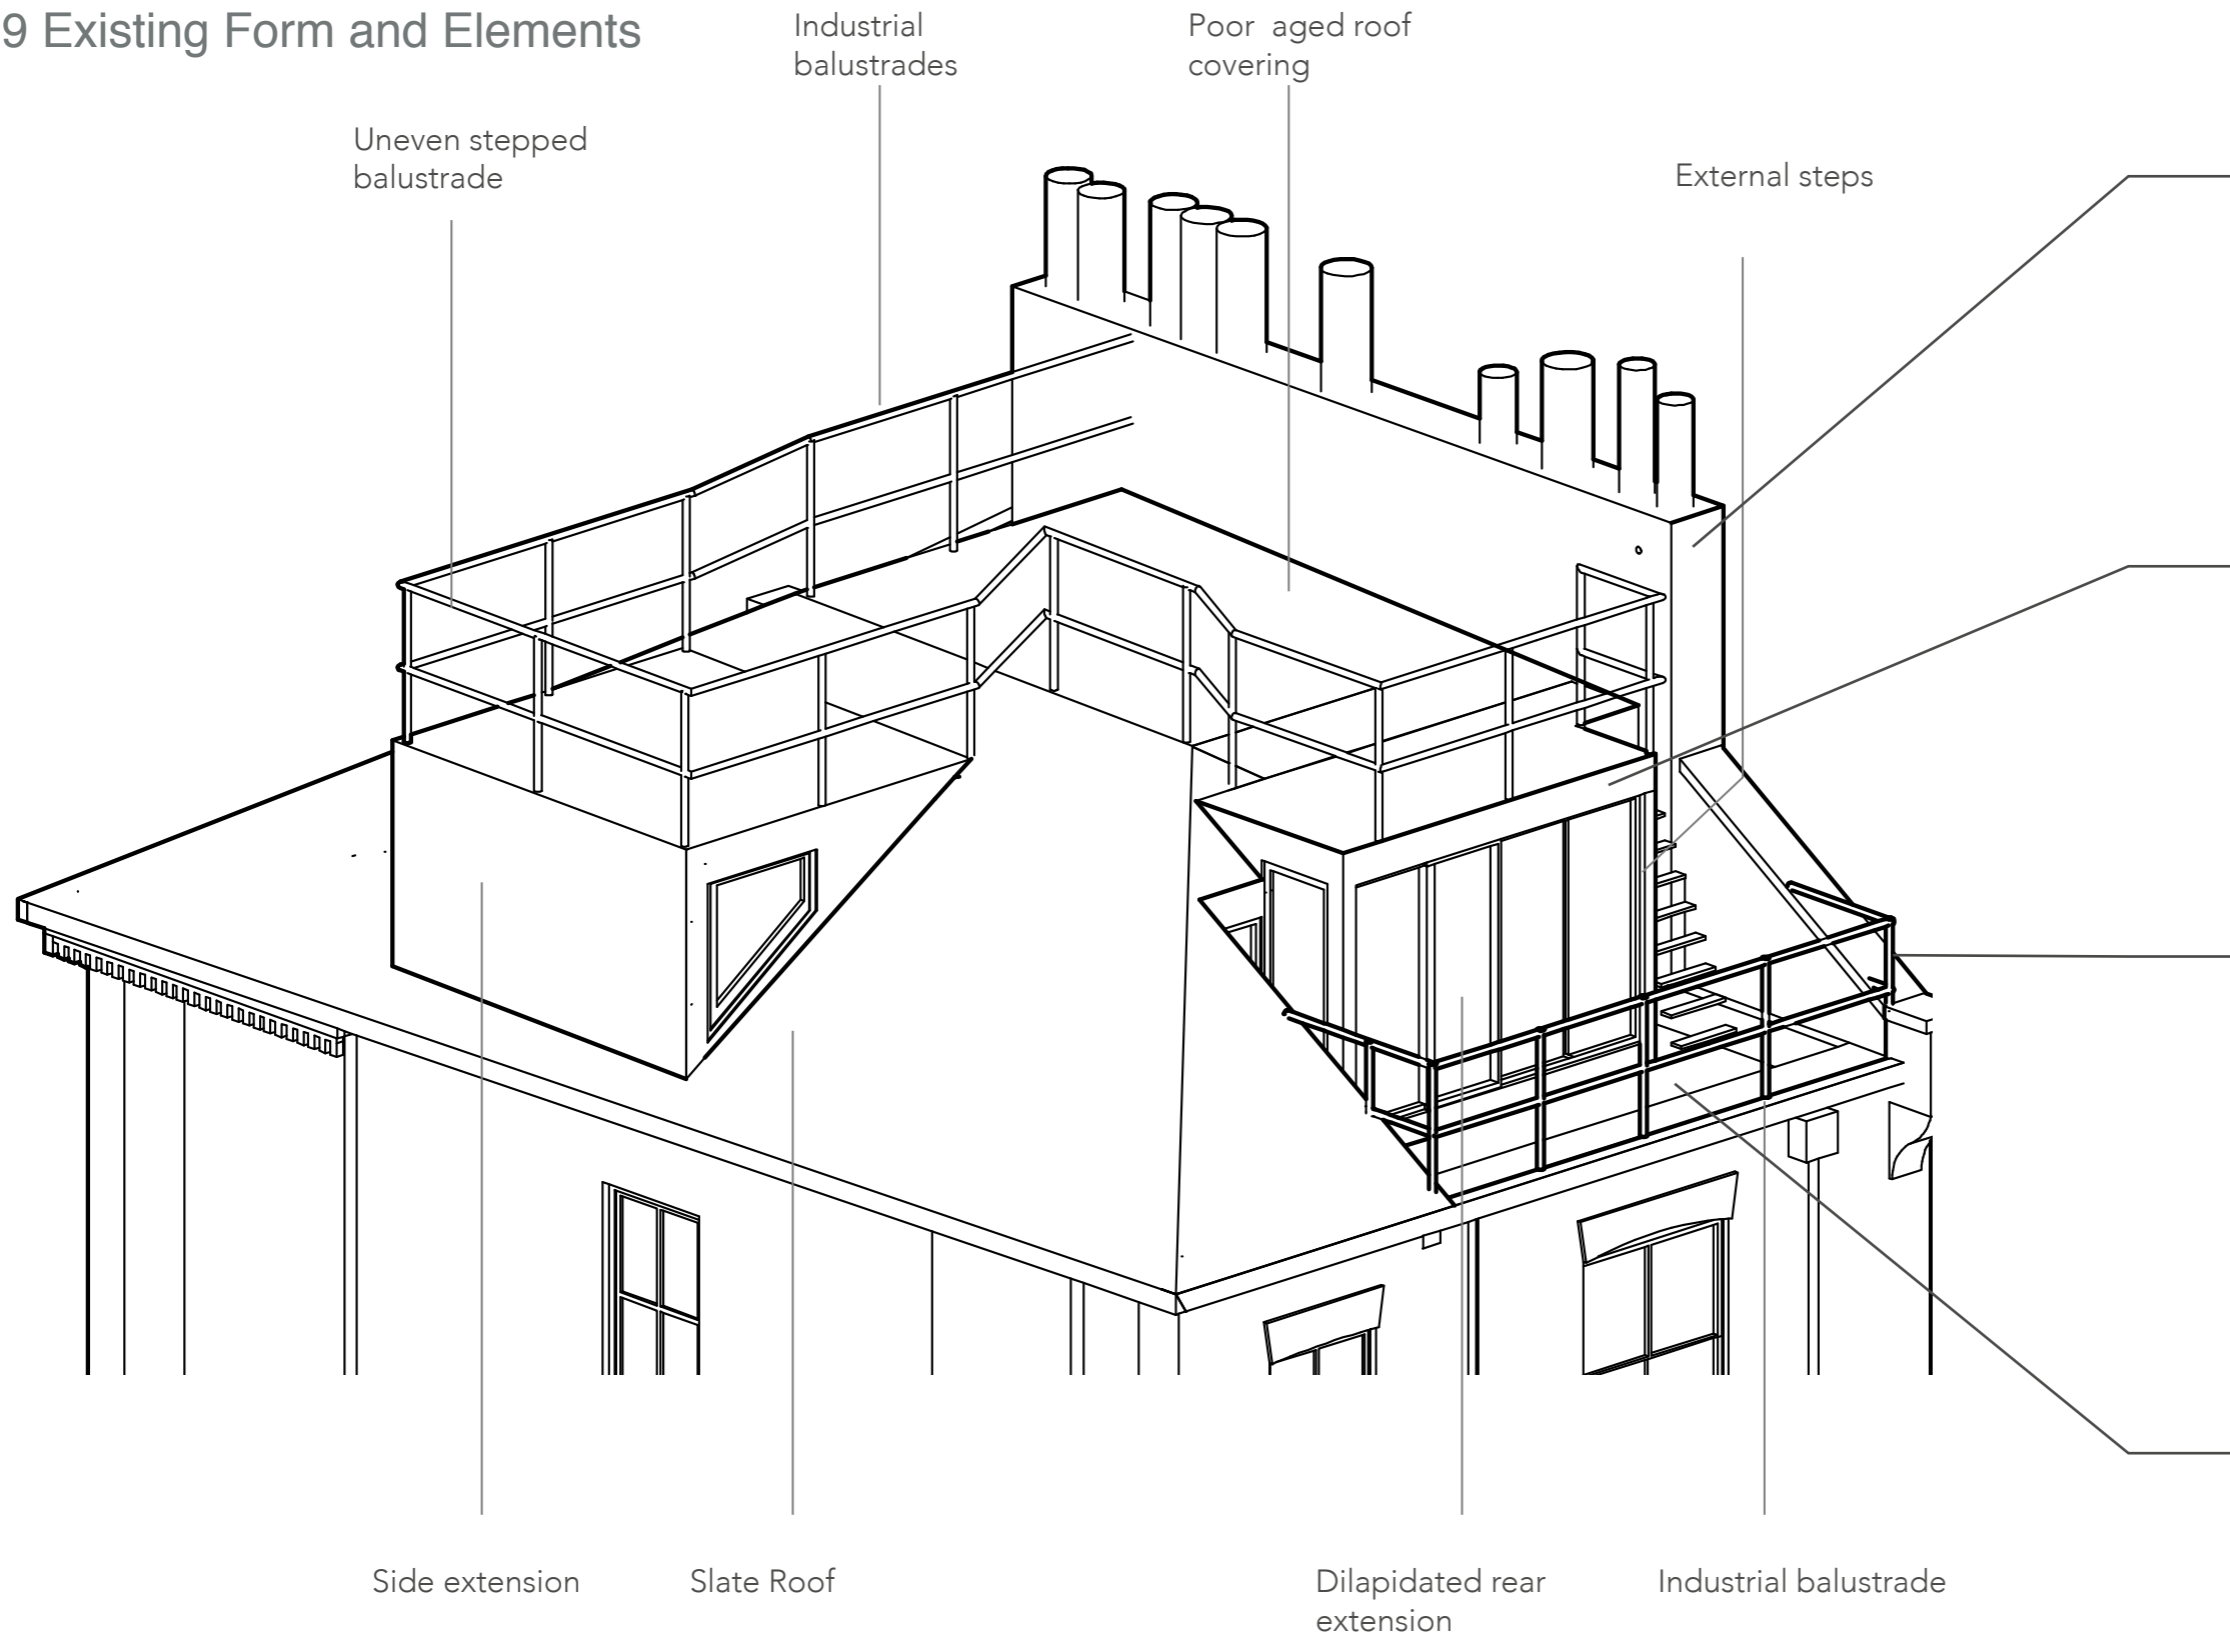 9 Existing Form and Elements
Industrial
balustrades
Poor  aged roof
covering
Uneven stepped
balustrade
External steps
Side extension
Slate Roof
Dilapidated rear
extension
Industrial balustrade